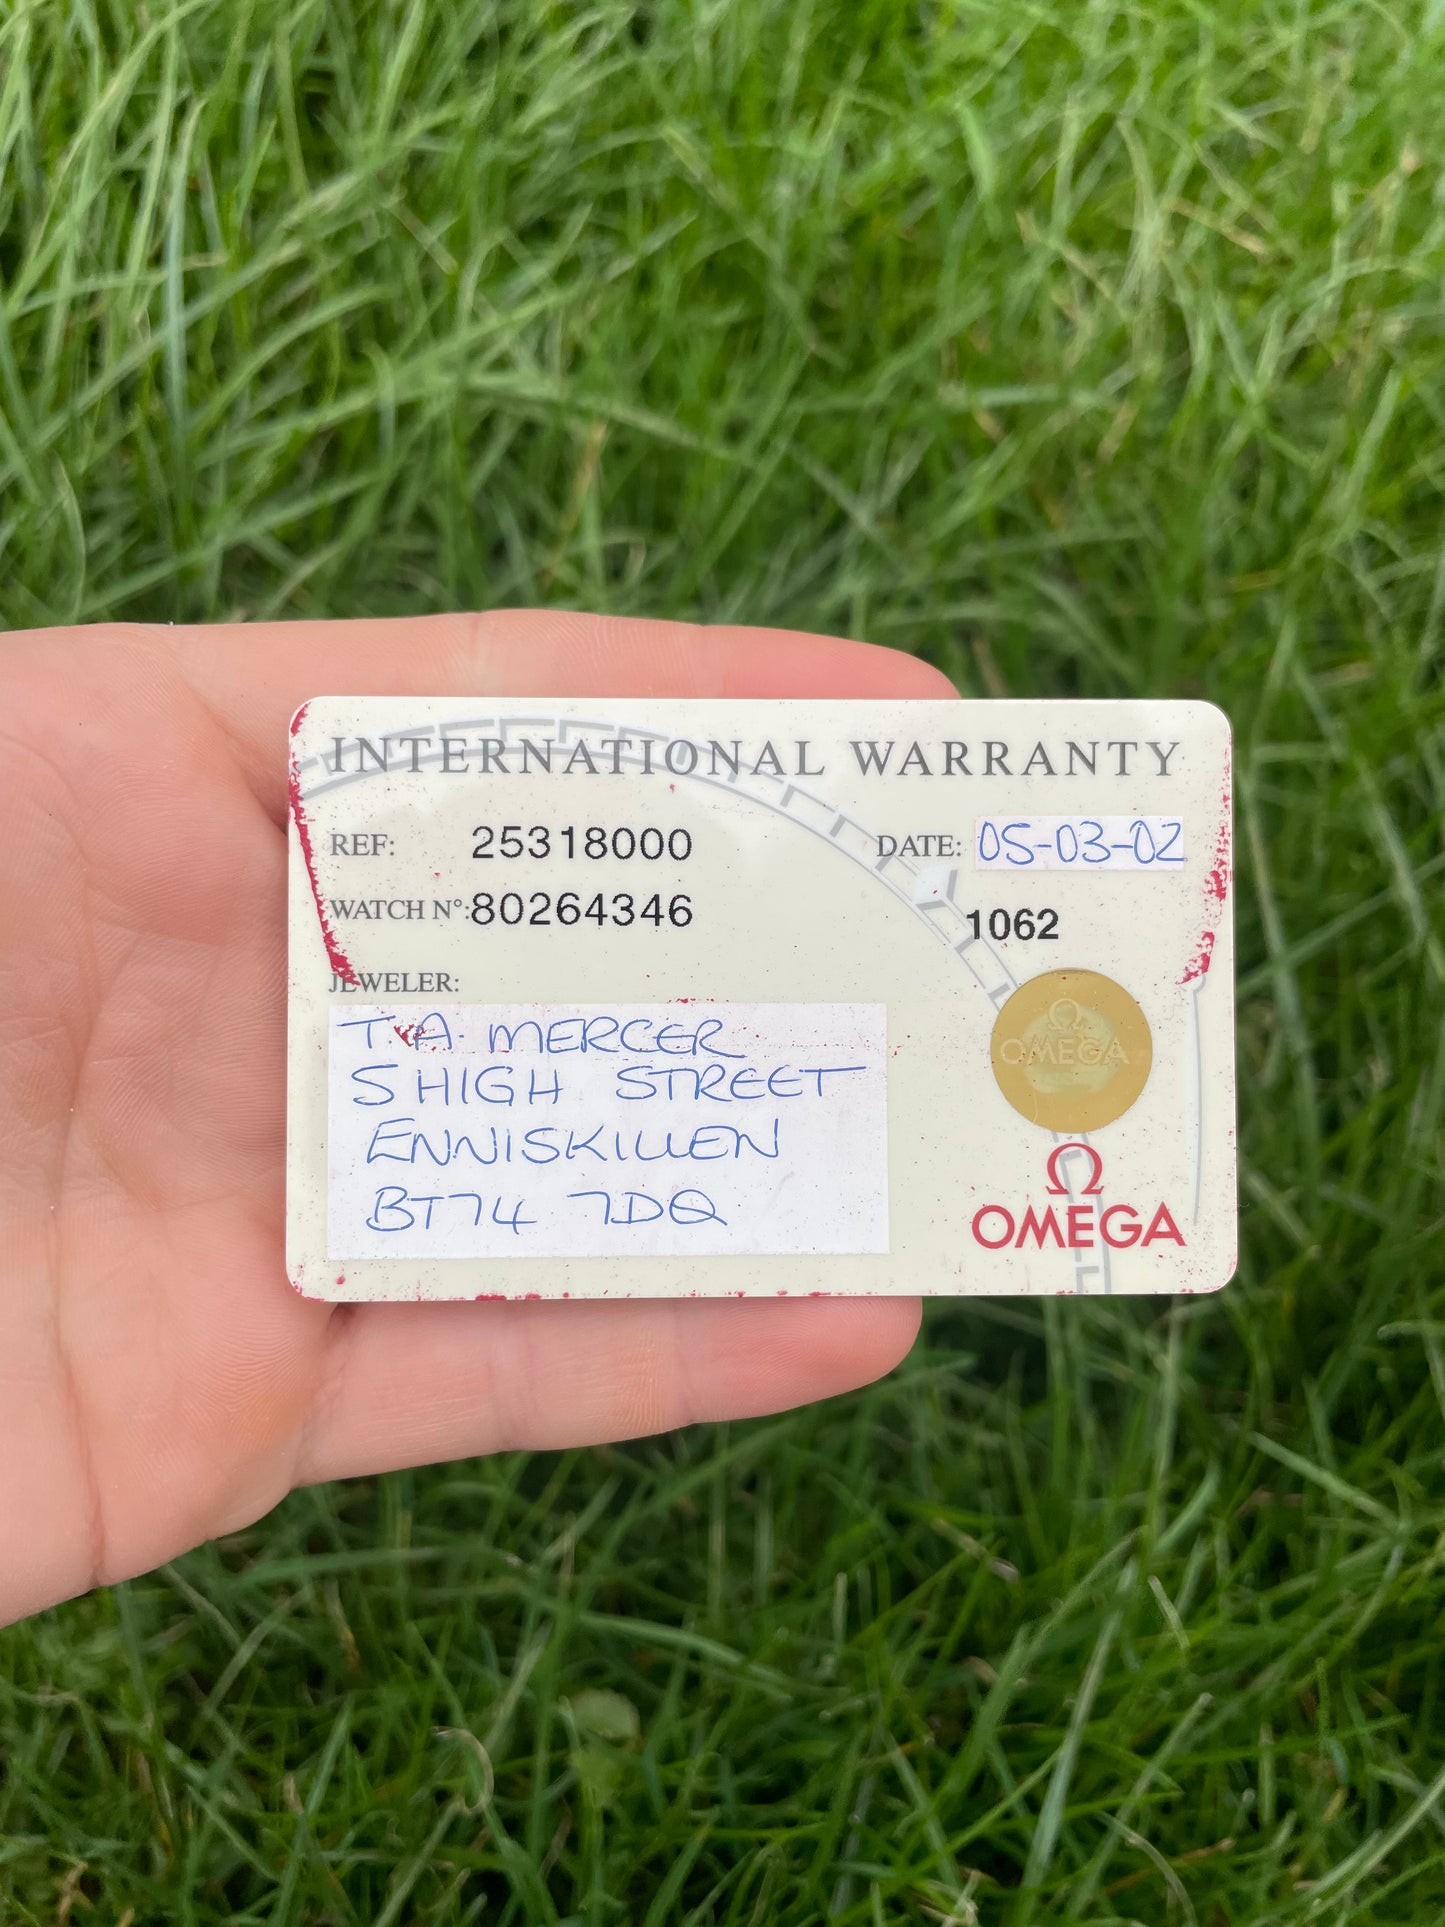 INTERNATIONAL WARRANTY
REF: 25318000 DATE: 05-03-02
WATCH N°: 80264346
1062
JEWELER:
T.A. MERCER
5 HIGH STREET
ENNISKILLEN
BT74 7DQ
Ω
OMEGA
Ω
OMEGA